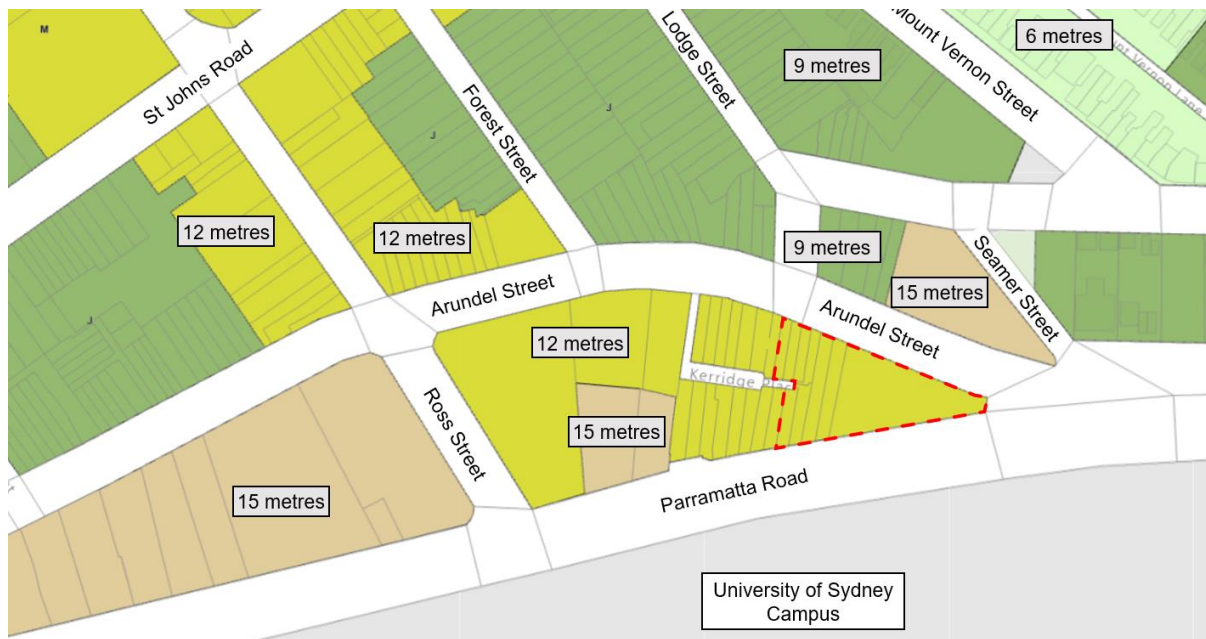 M
St Johns Road
Lodge Street
Mount Vernon Street
6 metres
9 metres
Forest Street
J
J
12 metres
12 metres
9 metres
Seamer Street
15 metres
Arundel Street
Arundel Street
J
12 metres
Kerridge
15 metres
Ross Street
15 metres
Parramatta Road
University of Sydney
Campus